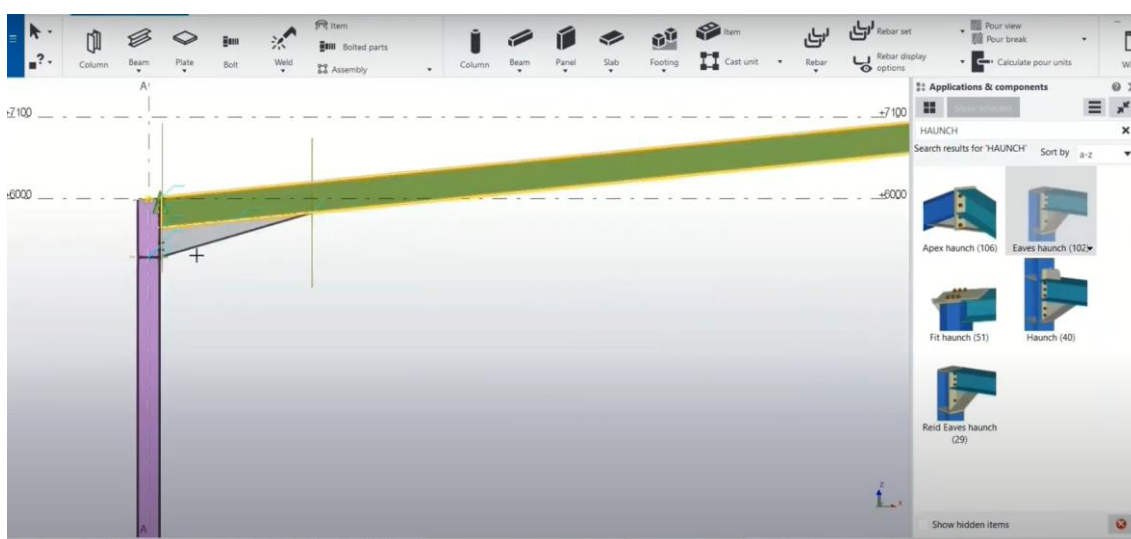 Item
Bolted parts
Assembly
Column
Beam
Plate
Bolt
Weld
Column
Beam
Panel
Slab
Footing
Item
Cast unit
Rebar
Rebar set
Rebar display
options
Pour view
Pour break
Calculate pour units
Wi
A
+7100
+7100
+6000
+6000
A
z
x
Applications & components
Show selected
HAUNCH
Search results for 'HAUNCH'
Sort by
a-z
Apex haunch (106)
Eaves haunch (102)
Fit haunch (51)
Haunch (40)
Reid Eaves haunch
(29)
Show hidden items